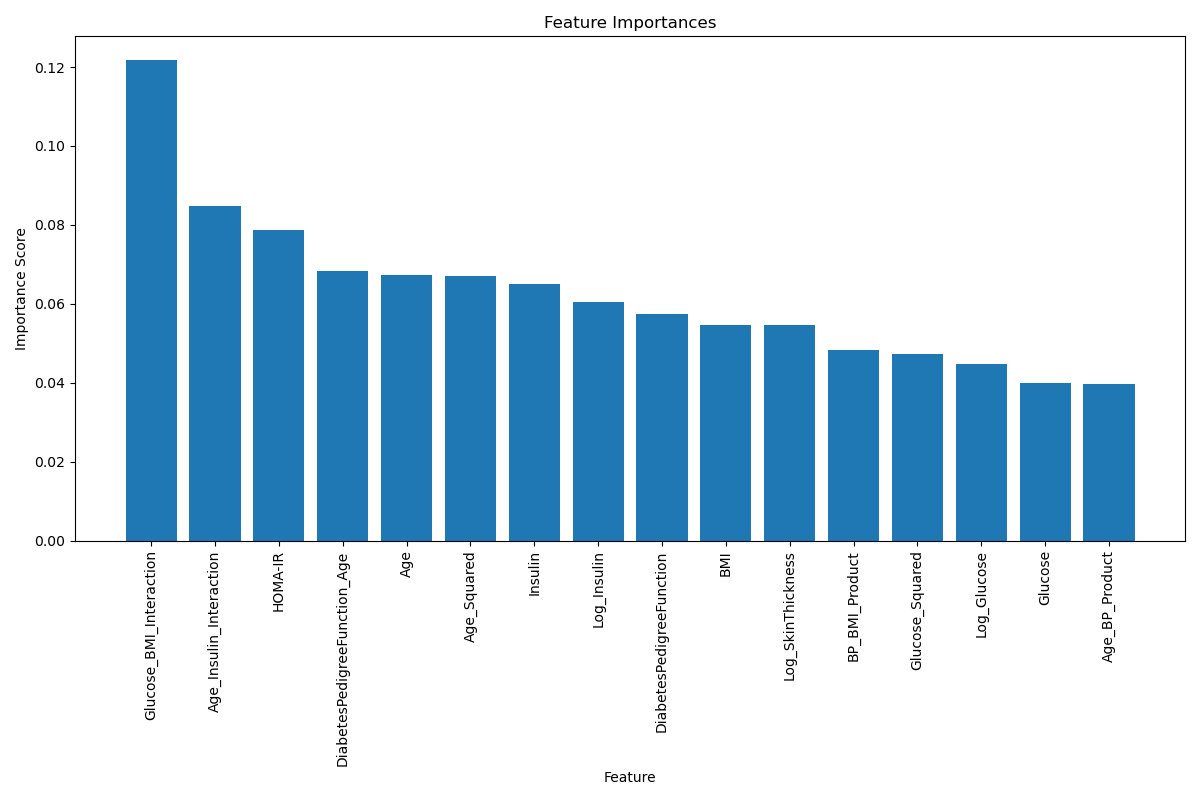 Feature Importances
Importance Score
0.12
0.10
0.08
0.06
0.04
0.02
0.00
Glucose_BMI_Interaction
Age_Insulin_Interaction
HOMA-IR
DiabetesPedigreeFunction_Age
Age
Age_Squared
Insulin
Log_Insulin
DiabetesPedigreeFunction
BMI
Log_SkinThickness
BP_BMI_Product
Glucose_Squared
Log_Glucose
Glucose
Age_BP_Product
Feature